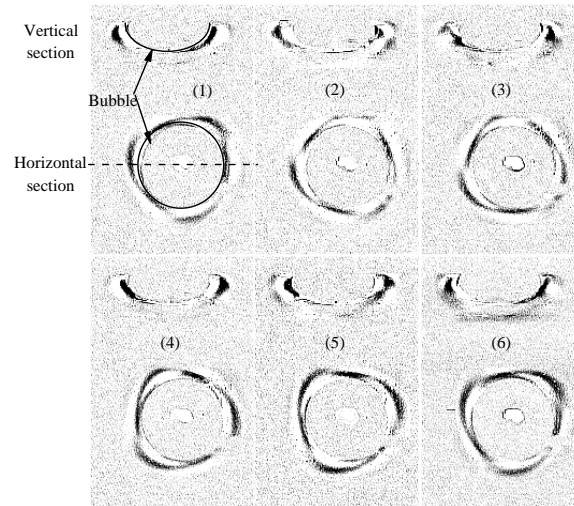 Vertical
section
Bubble
(1)
(2)
(3)
Horizontal
section
(4)
(5)
(6)